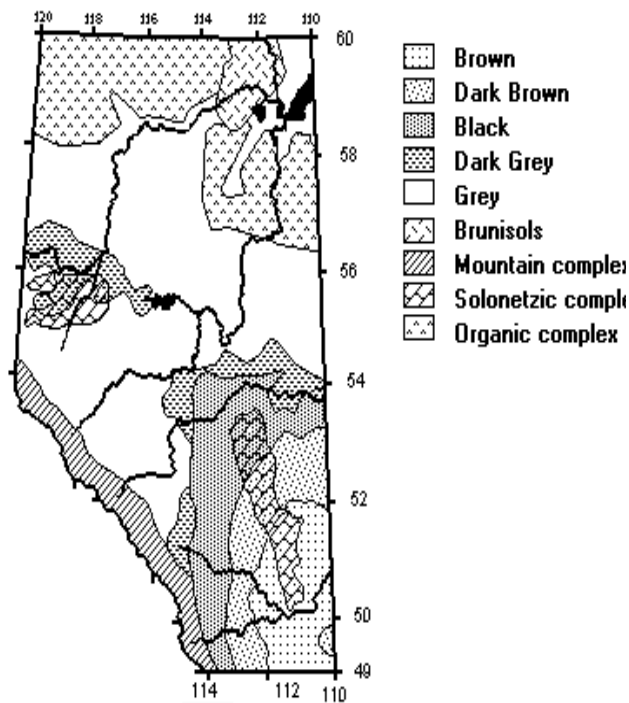 120 118 116 114 112 110
60
58
56
54
52
50
49
114 112 110
Brown
Dark Brown
Black
Dark Grey
Grey
Brunisols
Mountain complex
Solonetzic comple
Organic complex